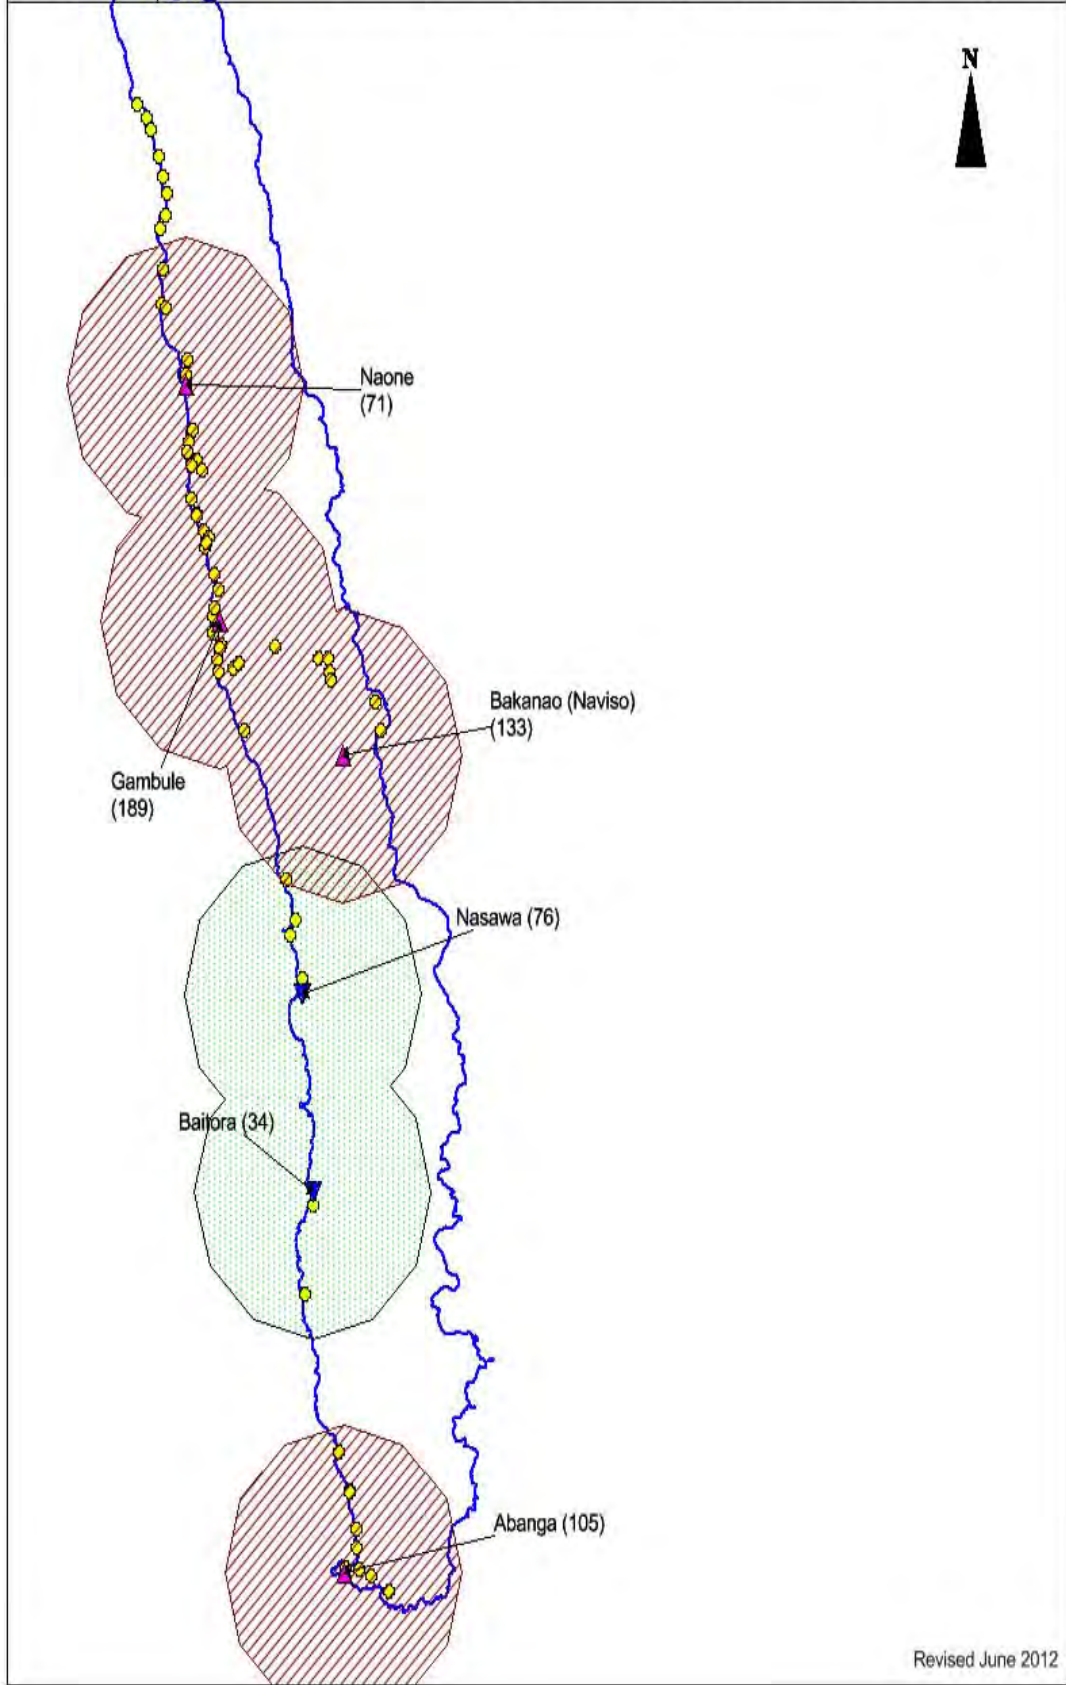 N
Naone
(71)
Bakanao (Naviso)
(133)
Gambule
(189)
Nasawa (76)
Baitora (34)
Abanga (105)
Revised June 2012